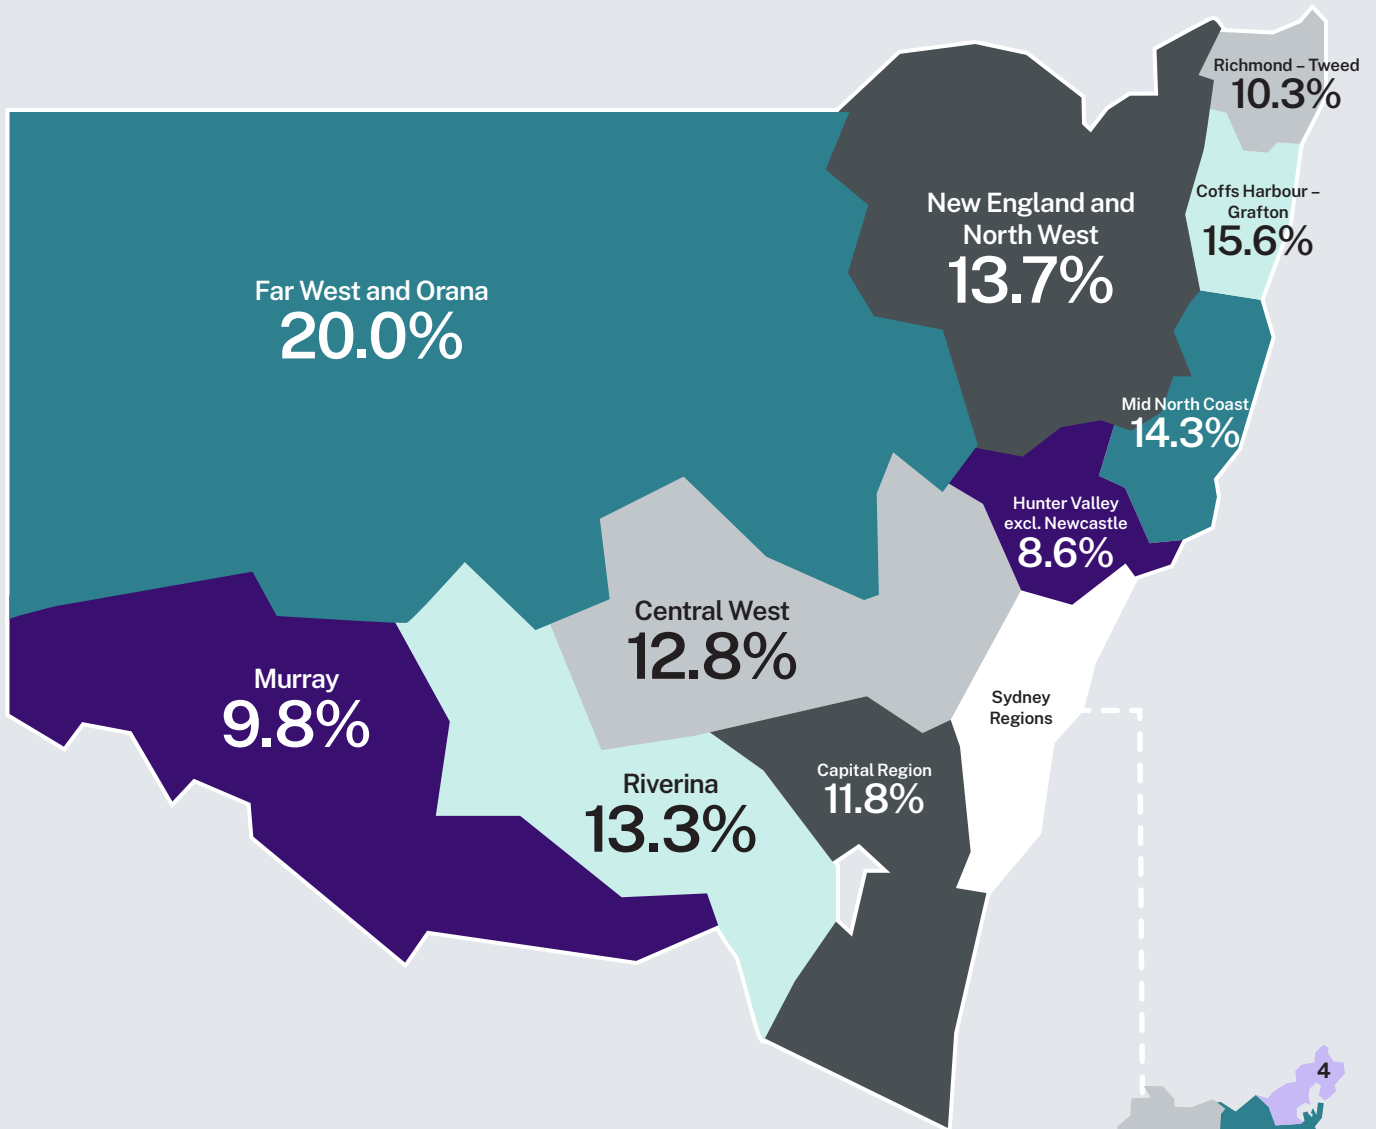 Richmond – Tweed
10.3%
Coffs Harbour –
Grafton
15.6%
New England and
North West
13.7%
Far West and Orana
20.0%
Mid North Coast
14.3%
Hunter Valley
excl. Newcastle
8.6%
Central West
12.8%
Murray
9.8%
Sydney
Regions
Riverina
13.3%
Capital Region
11.8%
4